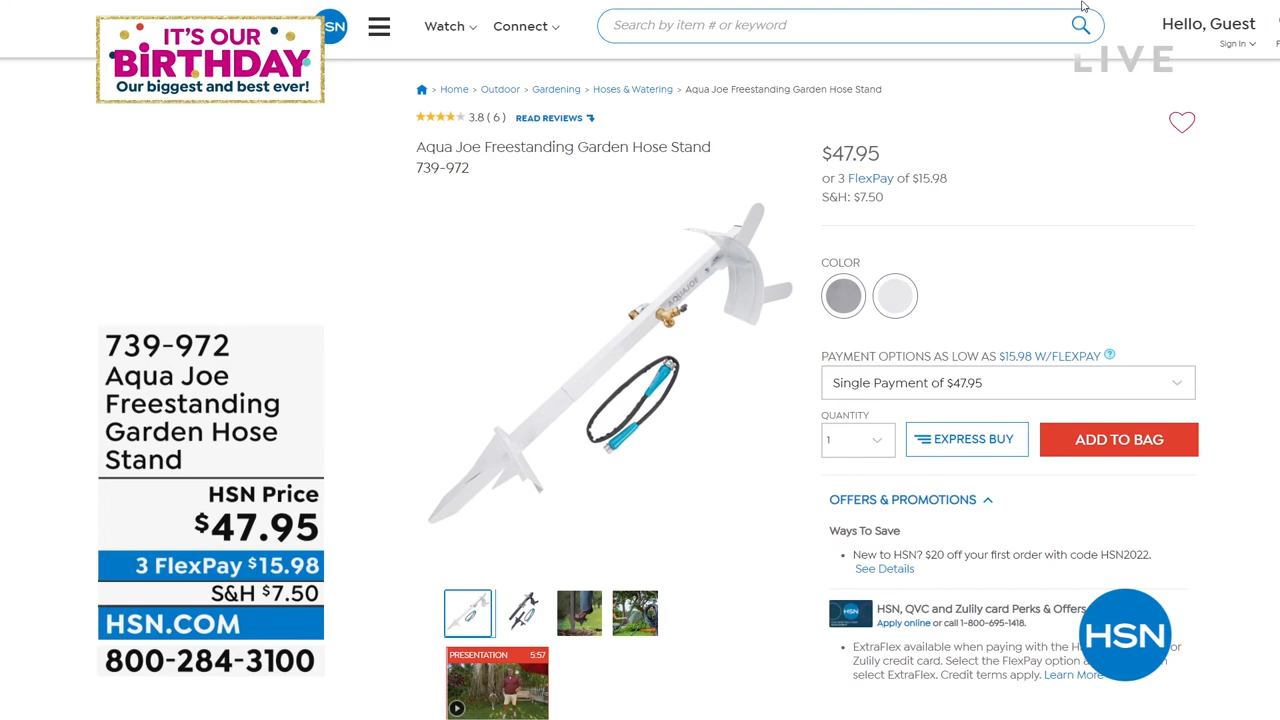 IT'S OUR
BIRTHDAY
Our biggest and best ever!
SN
Watch
Connect
Search by item # or keyword
Hello, Guest
Sign In
LIVE
> Home > Outdoor > Gardening > Hoses & Watering > Aqua Joe Freestanding Garden Hose Stand
3.8 ( 6 ) READ REVIEWS
Aqua Joe Freestanding Garden Hose Stand
739-972
$47.95
or 3 FlexPay of $15.98
S&H: $7.50
COLOR
AQUAJOE
PAYMENT OPTIONS AS LOW AS $15.98 W/FLEXPAY ?
Single Payment of $47.95
QUANTITY
1
EXPRESS BUY
ADD TO BAG
OFFERS & PROMOTIONS
Ways To Save
• New to HSN? $20 off your first order with code HSN2022.
See Details
HSN
HSN, QVC and Zulily card Perks & Offers
Apply online or call 1-800-695-1418.
• ExtraFlex available when paying with the H or
Zulily credit card. Select the FlexPay option a n
select ExtraFlex. Credit terms apply. Learn More
HSN
PRESENTATION 5:57
739-972
Aqua Joe
Freestanding
Garden Hose
Stand
HSN Price
$47.95
3 FlexPay $15.98
S&H $7.50
HSN.COM
800-284-3100